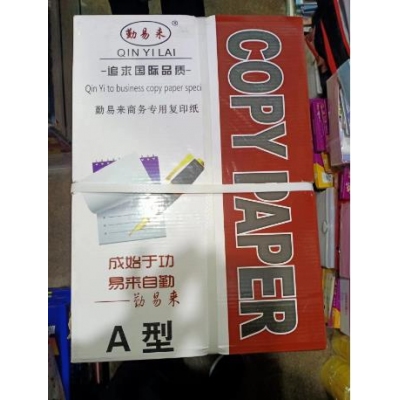 勤易来
®
QIN YI LAI
-追求国际品质-
Qin Yi to business copy paper speci
勤易来商务专用复印纸
COPY PAPER
成始于功
易来自勤
——勤易来
A型